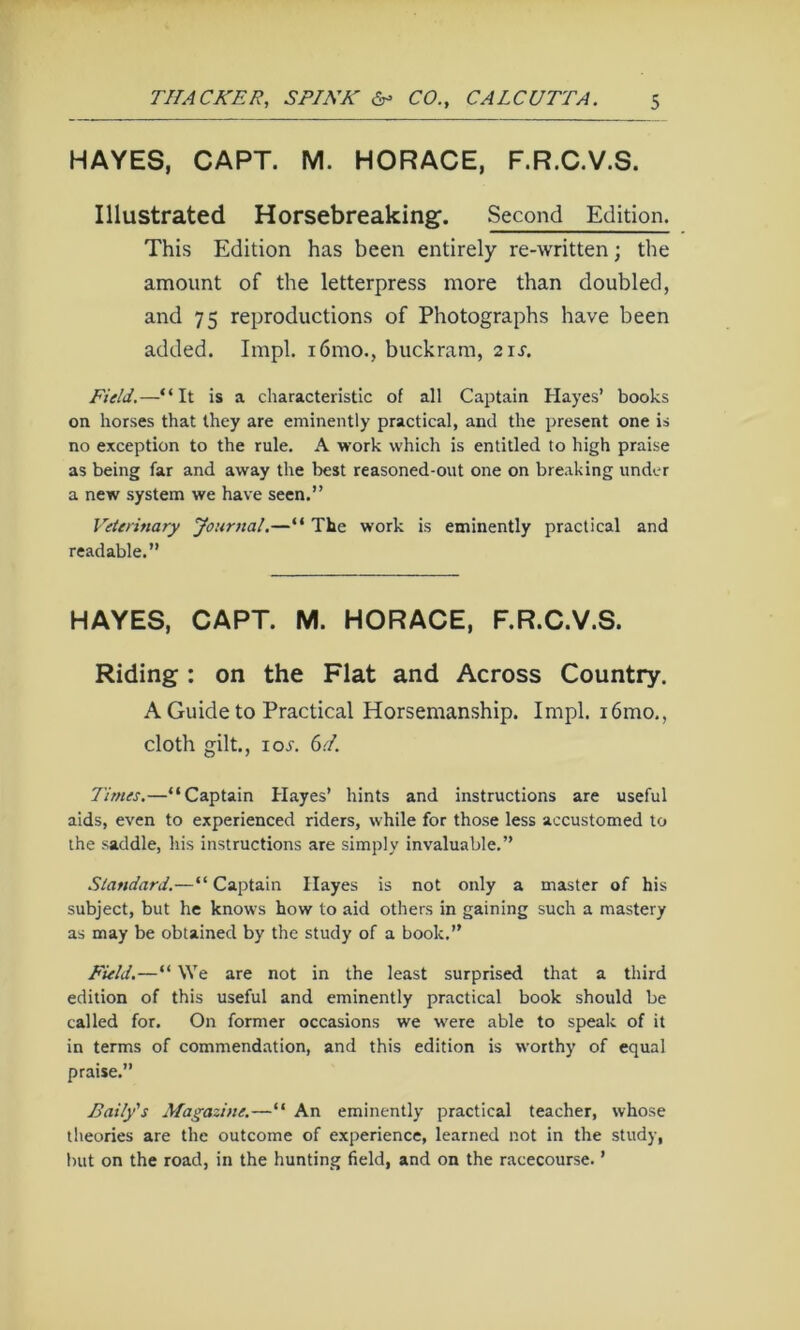 THACKER, SPINK & CO., CALCUTTA. 5
HAYES, CAPT. M. HORACE, F.R.C.V.S.
Illustrated Horsebreaking. Second Edition.
This Edition has been entirely re-written; the
amount of the letterpress more than doubled,
and 75 reproductions of Photographs have been
added. Impl. 16mo., buckram, 21s.
Field.—“It is a characteristic of all Captain Hayes’ books
on horses that they are eminently practical, and the present one is
no exception to the rule. A work which is entitled to high praise
as being far and away the best reasoned-out one on breaking under
a new system we have seen.”
Veterinary Journal.—“The work is eminently practical and
readable.”
HAYES, CAPT. M. HORACE, F.R.C.V.S.
Riding: on the Flat and Across Country.
A Guide to Practical Horsemanship. Impl. 16mo.,
cloth gilt., 10s. 6d.
Times.—“Captain Hayes’ hints and instructions are useful
aids, even to experienced riders, while for those less accustomed to
the saddle, his instructions are simply invaluable.”
Standard.—“Captain Hayes is not only a master of his
subject, but he knows how to aid others in gaining such a mastery
as may be obtained by the study of a book.”
Field.—“We are not in the least surprised that a third
edition of this useful and eminently practical book should be
called for. On former occasions we were able to speak of it
in terms of commendation, and this edition is worthy of equal
praise.”
Baily's Magazine.—“An eminently practical teacher, whose
theories are the outcome of experience, learned not in the study,
but on the road, in the hunting field, and on the racecourse.’